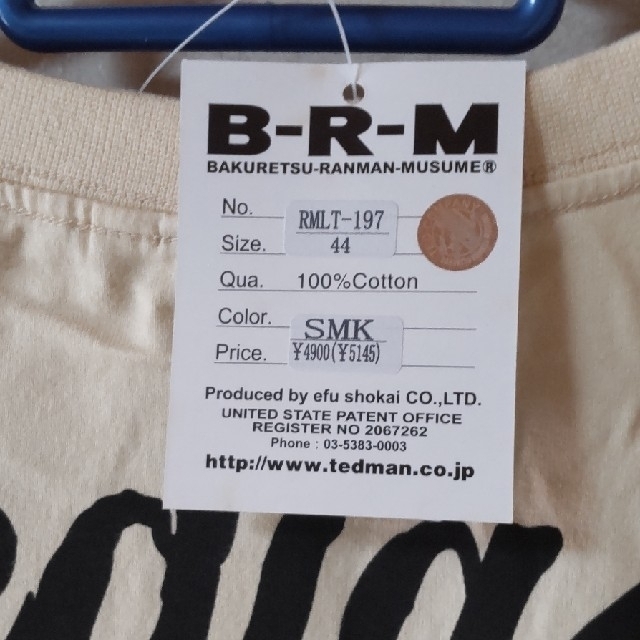 B-R-M
BAKURETSU-RANMAN-MUSUME®
No. RMLT-197
Size. 44
Qua. 100%Cotton
Color. SMK
Price. ¥4900(¥5145)
Produced by efu shokai CO.,LTD.
UNITED STATE PATENT OFFICE
REGISTER NO 2067262
Phone : 03-5383-0003
http://www.tedman.co.jp